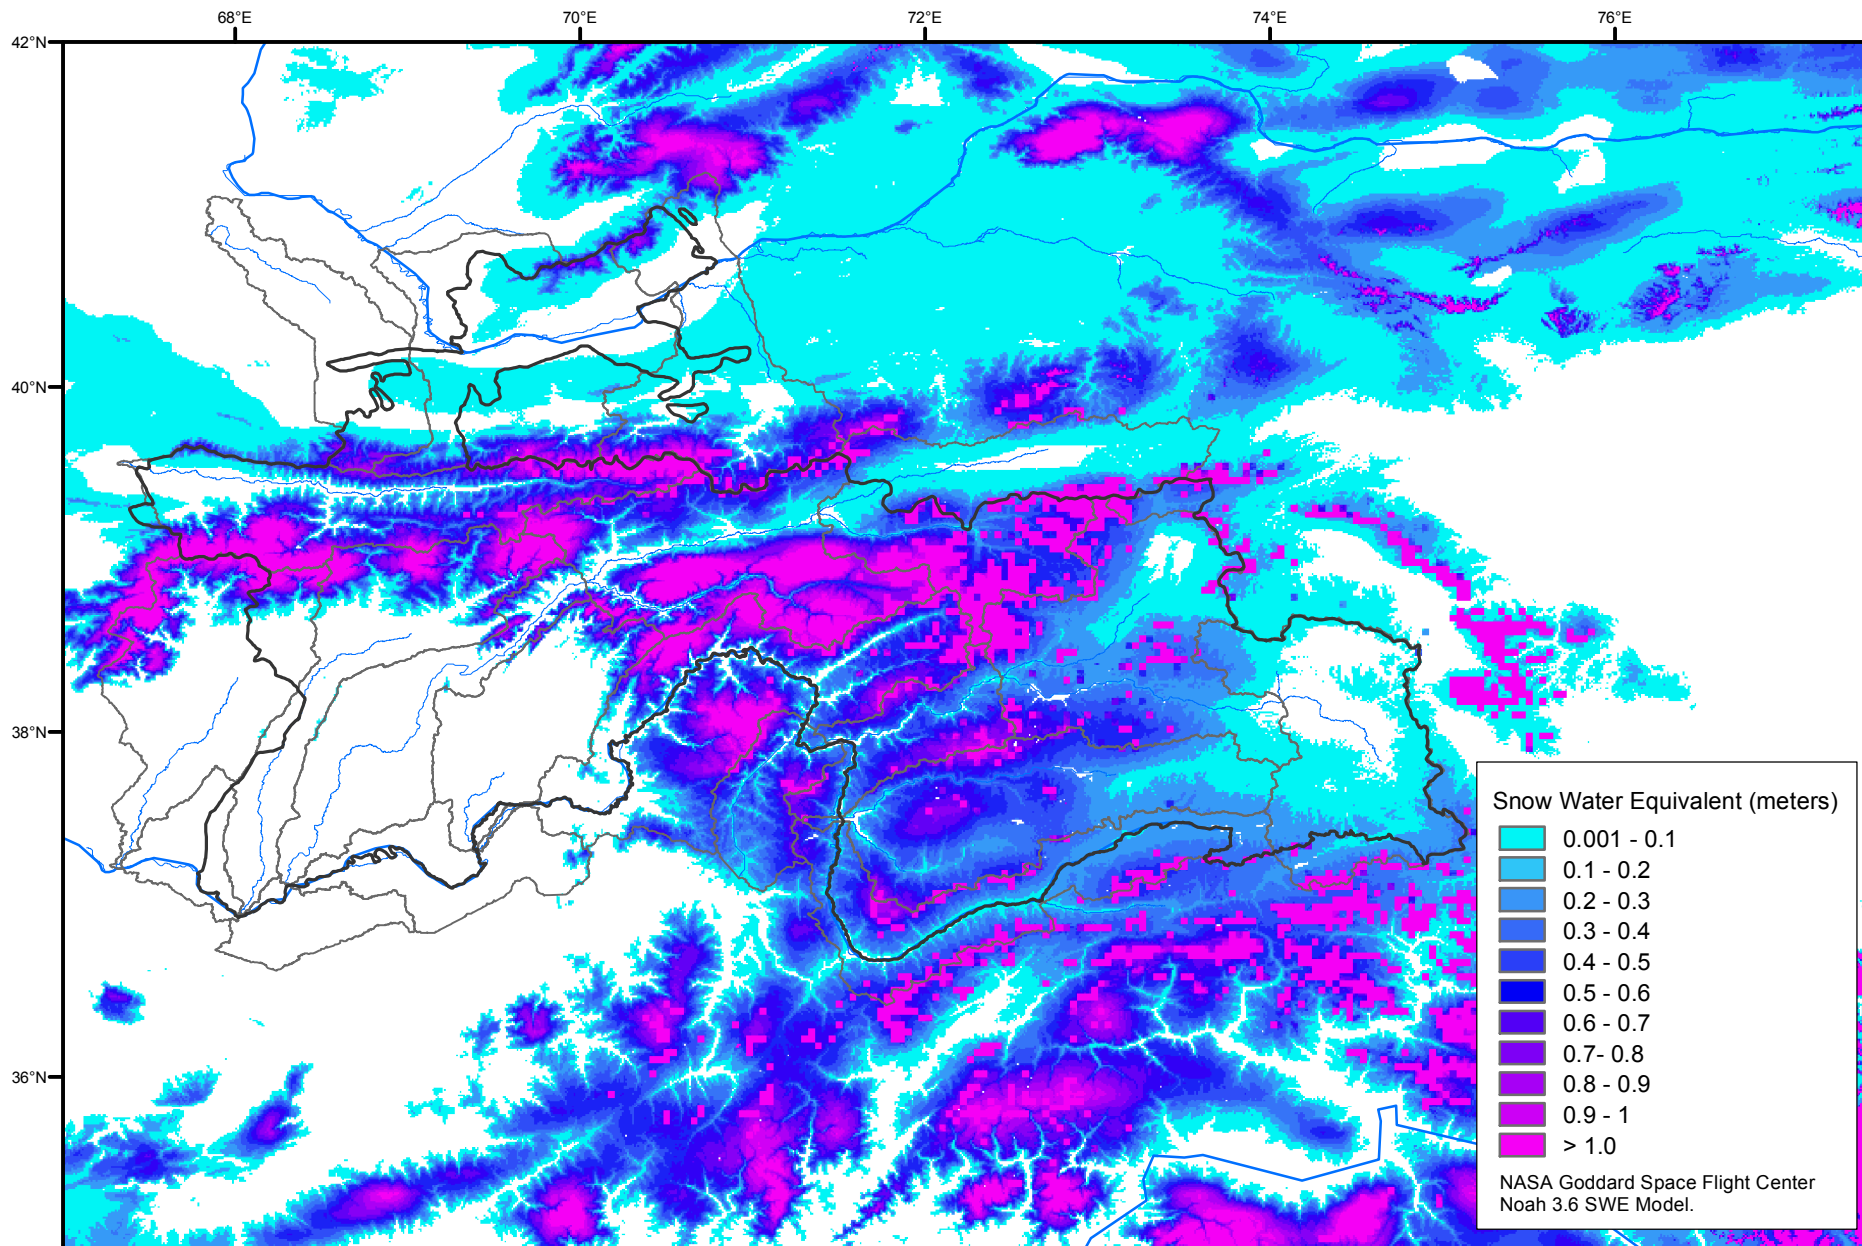 68°E
70°E
72°E
74°E
76°E
42°N
40°N
38°N
36°N
Snow Water Equivalent (meters)
0.001 - 0.1
0.1 - 0.2
0.2 - 0.3
0.3 - 0.4
0.4 - 0.5
0.5 - 0.6
0.6 - 0.7
0.7- 0.8
0.8 - 0.9
0.9 - 1
> 1.0
NASA Goddard Space Flight Center
Noah 3.6 SWE Model.